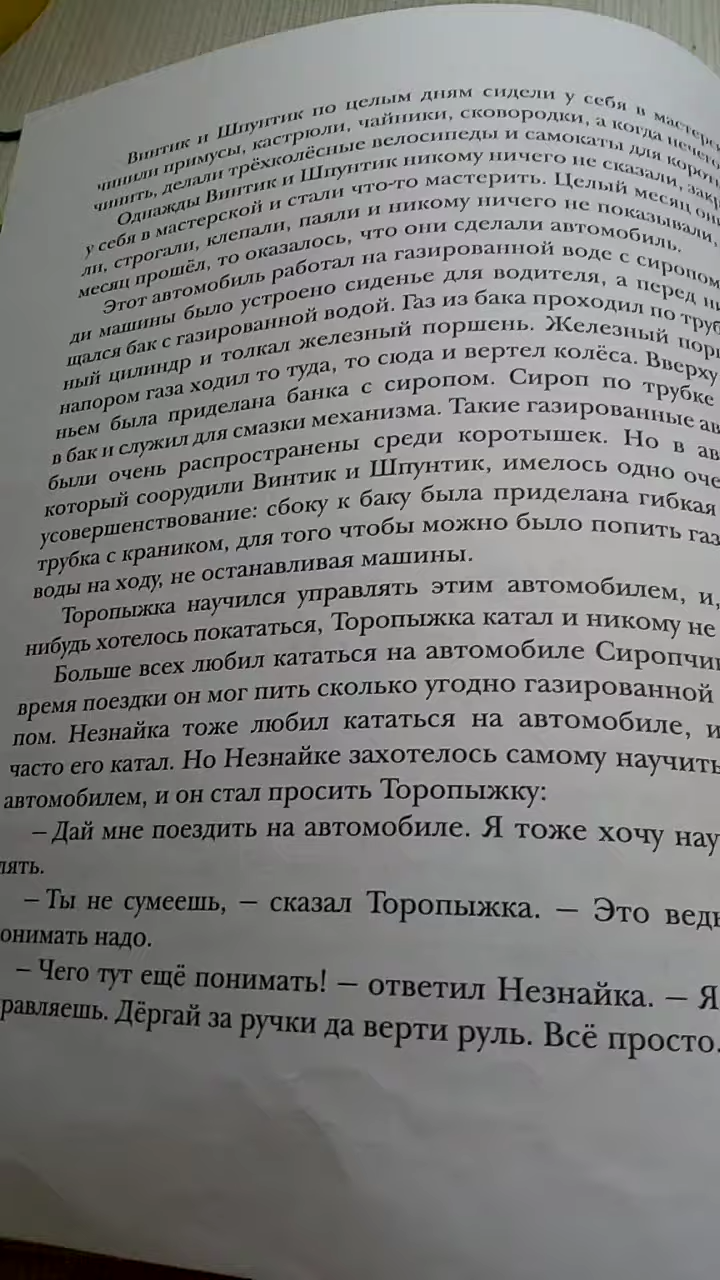 Винтик и Шпунтик по целым дням сидели у себя в мастерс
чинили примусы, кастрюли, чайники, сковородки, а когда нечего
чинить, делали трёхколёсные велосипеды и самокаты для корот
Однажды Винтик и Шпунтик никому ничего не сказали, закр
у себя в мастерской и стали что-то мастерить. Целый месяц они
ли, строгали, клепали, паяли и никому ничего не показывали,
месяц прошёл, то оказалось, что они сделали автомобиль.
Этот автомобиль работал на газированной воде с сиропом
ди машины было устроено сиденье для водителя, а перед ни
щался бак с газированной водой. Газ из бака проходил по труб
ный цилиндр и толкал железный поршень. Железный пор
напором газа ходил то туда, то сюда и вертел колёса. Вверху
ньем была приделана банка с сиропом. Сироп по трубке
в бак и служил для смазки механизма. Такие газированные ав
были очень распространены среди коротышек. Но в ав
который соорудили Винтик и Шпунтик, имелось одно оче
усовершенствование: сбоку к баку была приделана гибкая
трубка с краником, для того чтобы можно было попить газ
воды на ходу, не останавливая машины.
Торопыжка научился управлять этим автомобилем, и,
нибудь хотелось покататься, Торопыжка катал и никому не
Больше всех любил кататься на автомобиле Сиропчи
время поездки он мог пить сколько угодно газированной
пом. Незнайка тоже любил кататься на автомобиле, и
часто его катал. Но Незнайке захотелось самому научить
автомобилем, и он стал просить Торопыжку:
– Дай мне поездить на автомобиле. Я тоже хочу нау
лять.
– Ты не сумеешь, – сказал Торопыжка. – Это ведь
онимать надо.
– Чего тут ещё понимать! – ответил Незнайка. – Я
равляешь. Дёргай за ручки да верти руль. Всё просто.